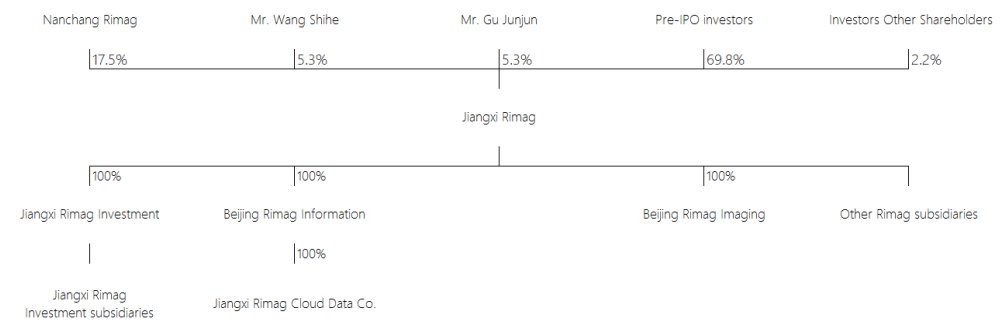 Nanchang Rimag
Mr. Wang Shihe
Mr. Gu Junjun
Pre-IPO investors
Investors Other Shareholders
17.5%
5.3%
5.3%
69.8%
2.2%
Jiangxi Rimag
100%
100%
100%
Jiangxi Rimag Investment
Beijing Rimag Information
Beijing Rimag Imaging
Other Rimag subsidiaries
100%
Jiangxi Rimag
Investment subsidiaries
Jiangxi Rimag Cloud Data Co.